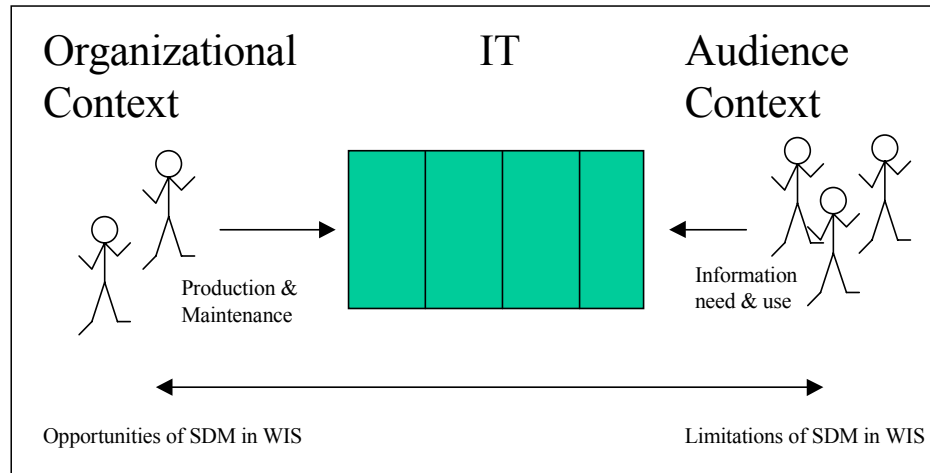 Organizational
Context
IT
Audience
Context
Production &
Maintenance
Information
need & use
Opportunities of SDM in WIS
Limitations of SDM in WIS